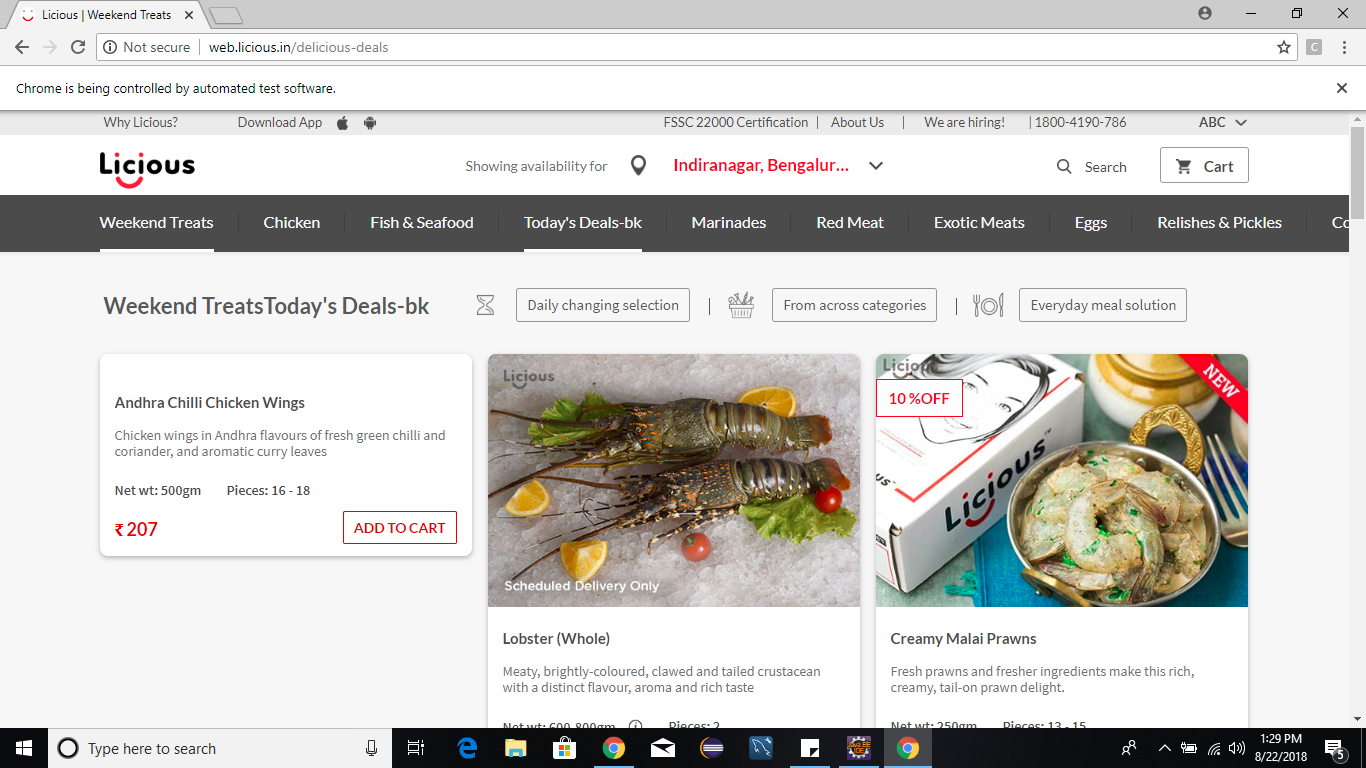 Licious | Weekend Treats
Not secure | web.licious.in/delicious-deals
C
Chrome is being controlled by automated test software.
Why Licious? Download App FSSC 22000 Certification | About Us | We are hiring! | 1800-4190-786 ABC
Licious Showing availability for Indiranagar, Bengalur... Search Cart
Weekend Treats Chicken Fish & Seafood Today's Deals-bk Marinades Red Meat Exotic Meats Eggs Relishes & Pickles Co
Weekend TreatsToday's Deals-bk Daily changing selection | From across categories | Everyday meal solution
Andhra Chilli Chicken Wings
Chicken wings in Andhra flavours of fresh green chilli and
coriander, and aromatic curry leaves
Net wt: 500gm Pieces: 16 - 18
₹ 207 ADD TO CART
Licious
Scheduled Delivery Only
Lobster (Whole)
Meaty, brightly-coloured, clawed and tailed crustacean
with a distinct flavour, aroma and rich taste
Net wt: 600-800gm Pieces: 2
Licious
10 %OFF
NEW
Licious™
Creamy Malai Prawns
Fresh prawns and fresher ingredients make this rich,
creamy, tail-on prawn delight.
Net wt: 250gm Pieces: 13 - 15
Type here to search
1:29 PM
8/22/2018
5